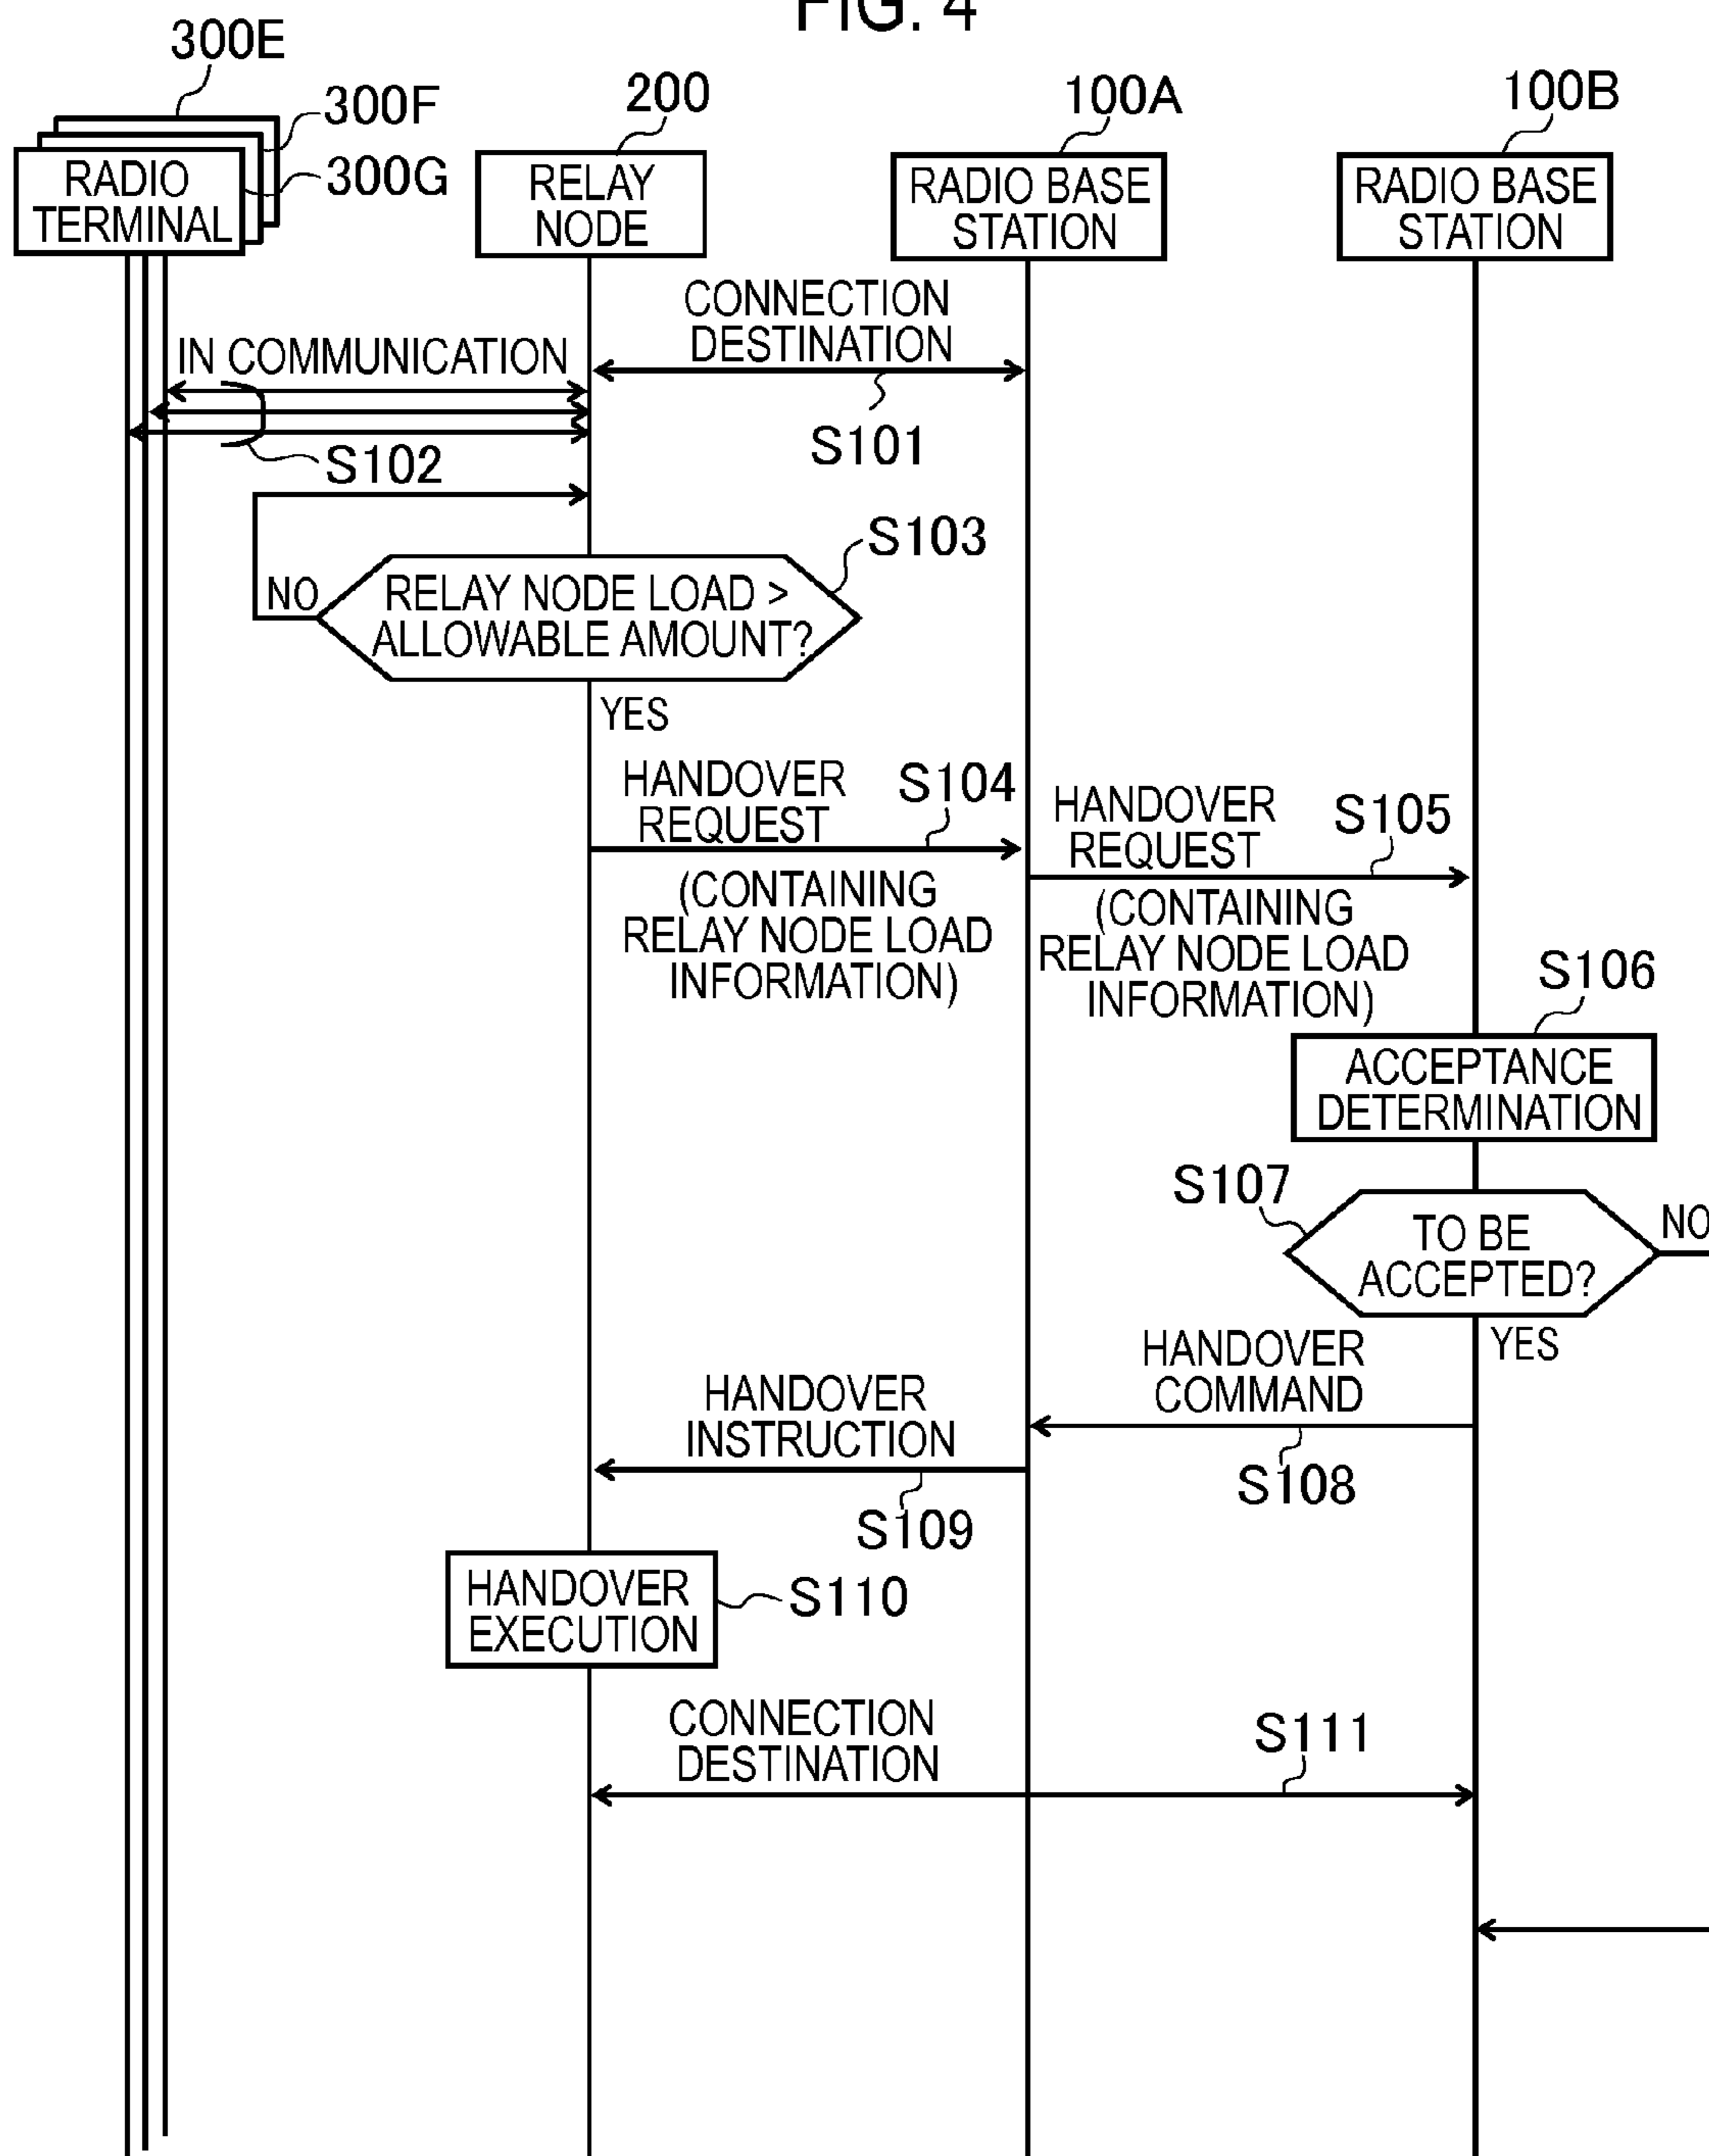 FIG. 4
300E
300F
300G
RADIO
TERMINAL
200
RELAY
NODE
100A
RADIO BASE
STATION
100B
RADIO BASE
STATION
CONNECTION
DESTINATION
S101
IN COMMUNICATION
S102
S103
NO
RELAY NODE LOAD >
ALLOWABLE AMOUNT?
YES
HANDOVER
REQUEST
S104
(CONTAINING
RELAY NODE LOAD
INFORMATION)
HANDOVER
REQUEST
S105
(CONTAINING
RELAY NODE LOAD
INFORMATION)
S106
ACCEPTANCE
DETERMINATION
S107
TO BE
ACCEPTED?
NO
YES
HANDOVER
COMMAND
S108
HANDOVER
INSTRUCTION
S109
HANDOVER
EXECUTION
S110
CONNECTION
DESTINATION
S111